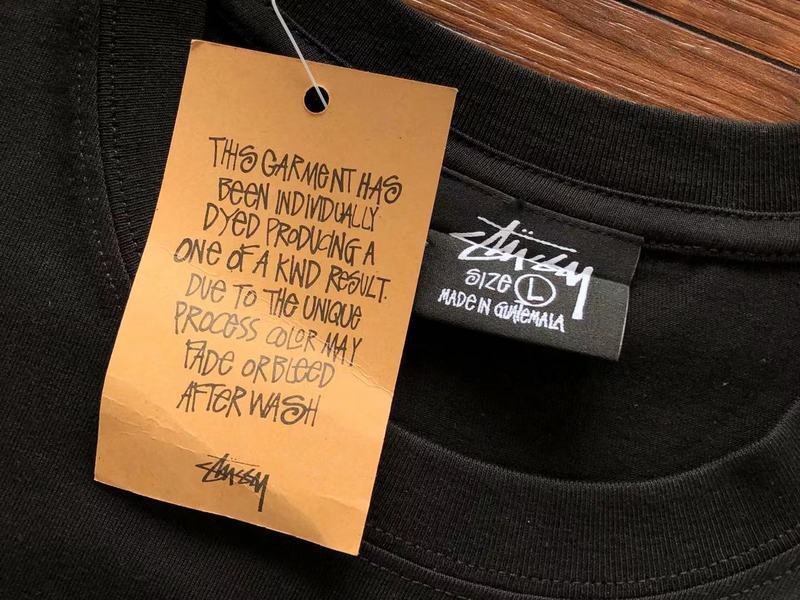 THIS GARMENT HAS
BEEN INDIVIDUALLY
DYED PRODUCING A
ONE OF A KIND RESULT.
DUE TO THE UNIQUE
PROCESS COLOR MAY
FADE OR BLEED
AFTER WASH
Stüssy
Stüssy
SIZE L
MADE IN GUATEMALA